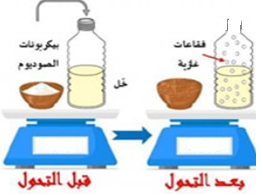 بيكربونات
الصوديوم
خل
فقاعات
غازية
قبل التحول
بعد التحول